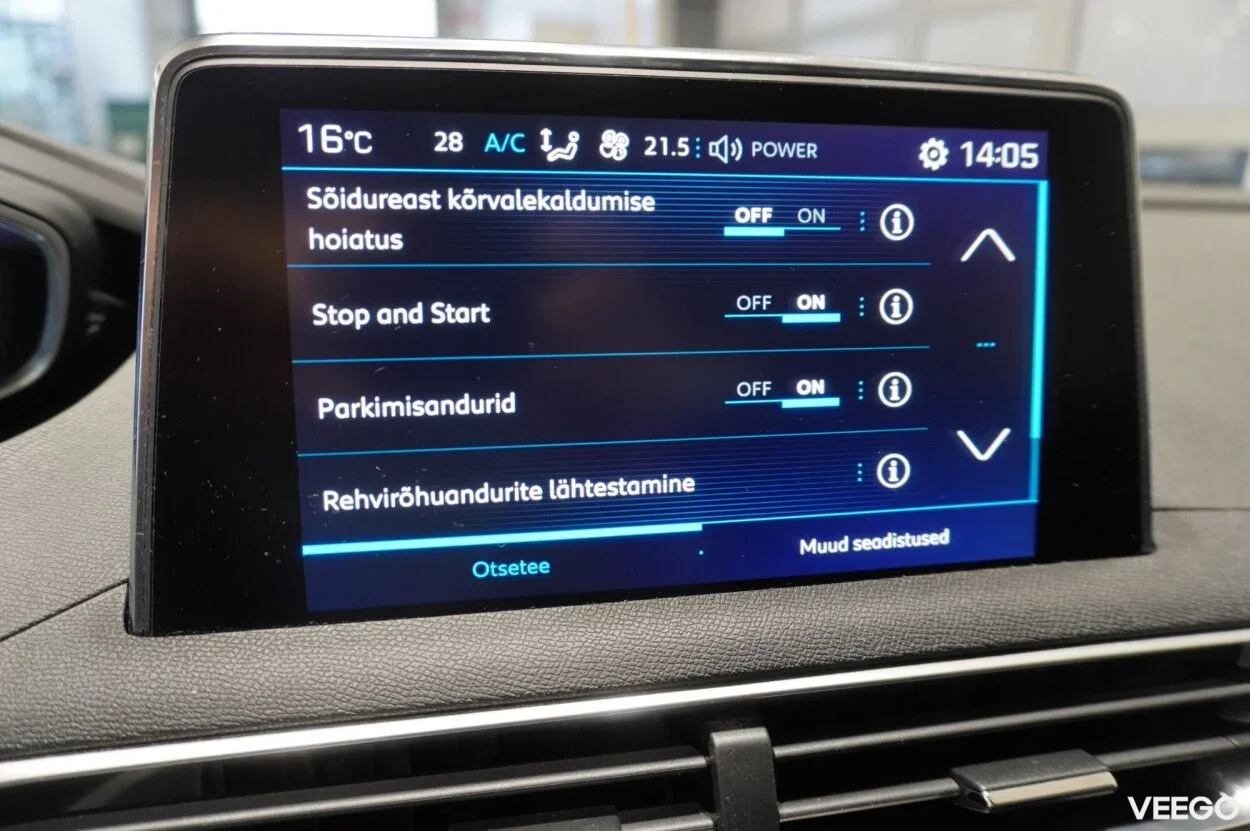 16°C 28 A/C 21.5 POWER 14:05
Sõidureast kõrvalekaldumise
hoiatus
OFF ON
Stop and Start
OFF ON
Parkimisandurid
OFF ON
Rehvirõhuandurite lähtestamine
Otsetee
Muud seadistused
VEEGO